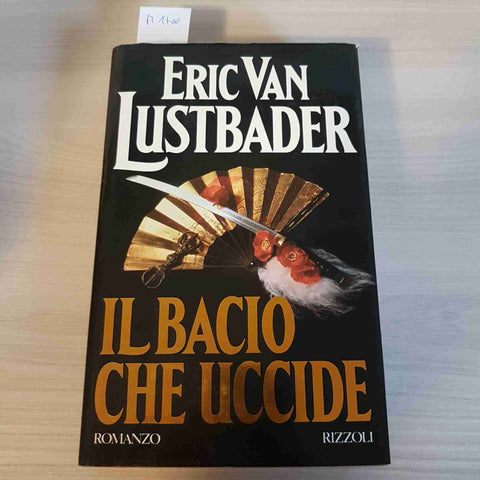 ERIC VAN
LUSTBADER
IL BACIO
CHE UCCIDE
ROMANZO
RIZZOLI